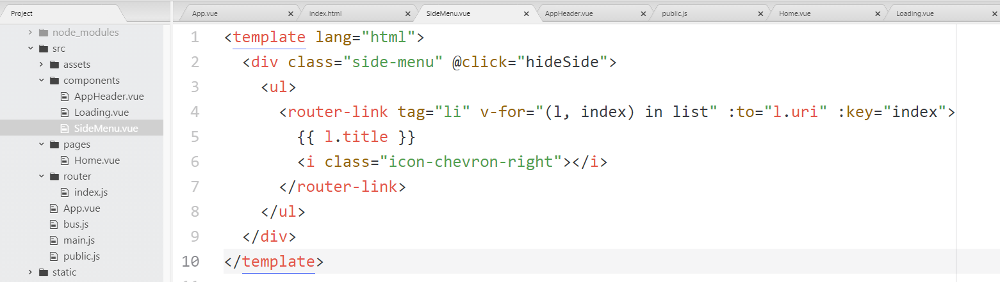 Project
node_modules
src
assets
components
AppHeader.vue
Loading.vue
SideMenu.vue
pages
Home.vue
router
index.js
App.vue
bus.js
main.js
public.js
static
App.vue × index.html × SideMenu.vue × AppHeader.vue × public.js × Home.vue × Loading.vue ×
1 <template lang="html">
2 <div class="side-menu" @click="hideSide">
3 <ul>
4 <router-link tag="li" v-for="(l, index) in list" :to="l.uri" :key="index">
5 {{ l.title }}
6 <i class="icon-chevron-right"></i>
7 </router-link>
8 </ul>
9 </div>
10 </template>